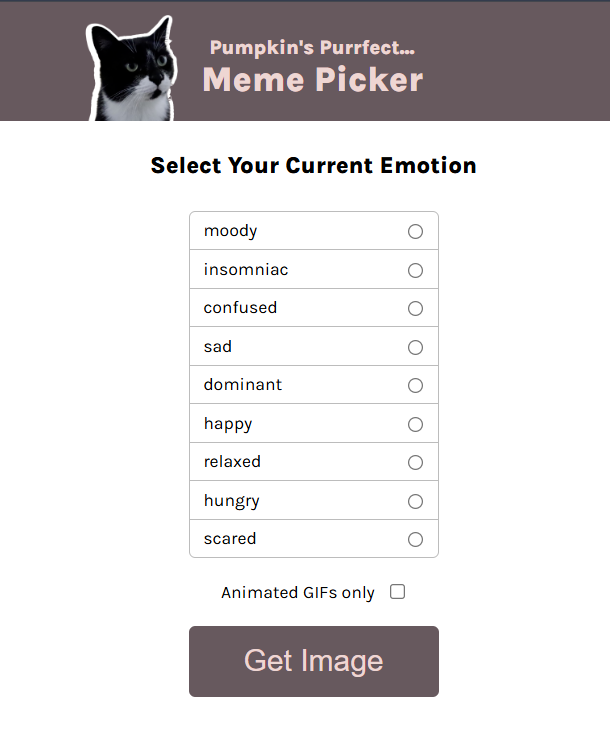 Pumpkin's Purrfect...
Meme Picker
Select Your Current Emotion
moody
insomniac
confused
sad
dominant
happy
relaxed
hungry
scared
Animated GIFs only
Get Image